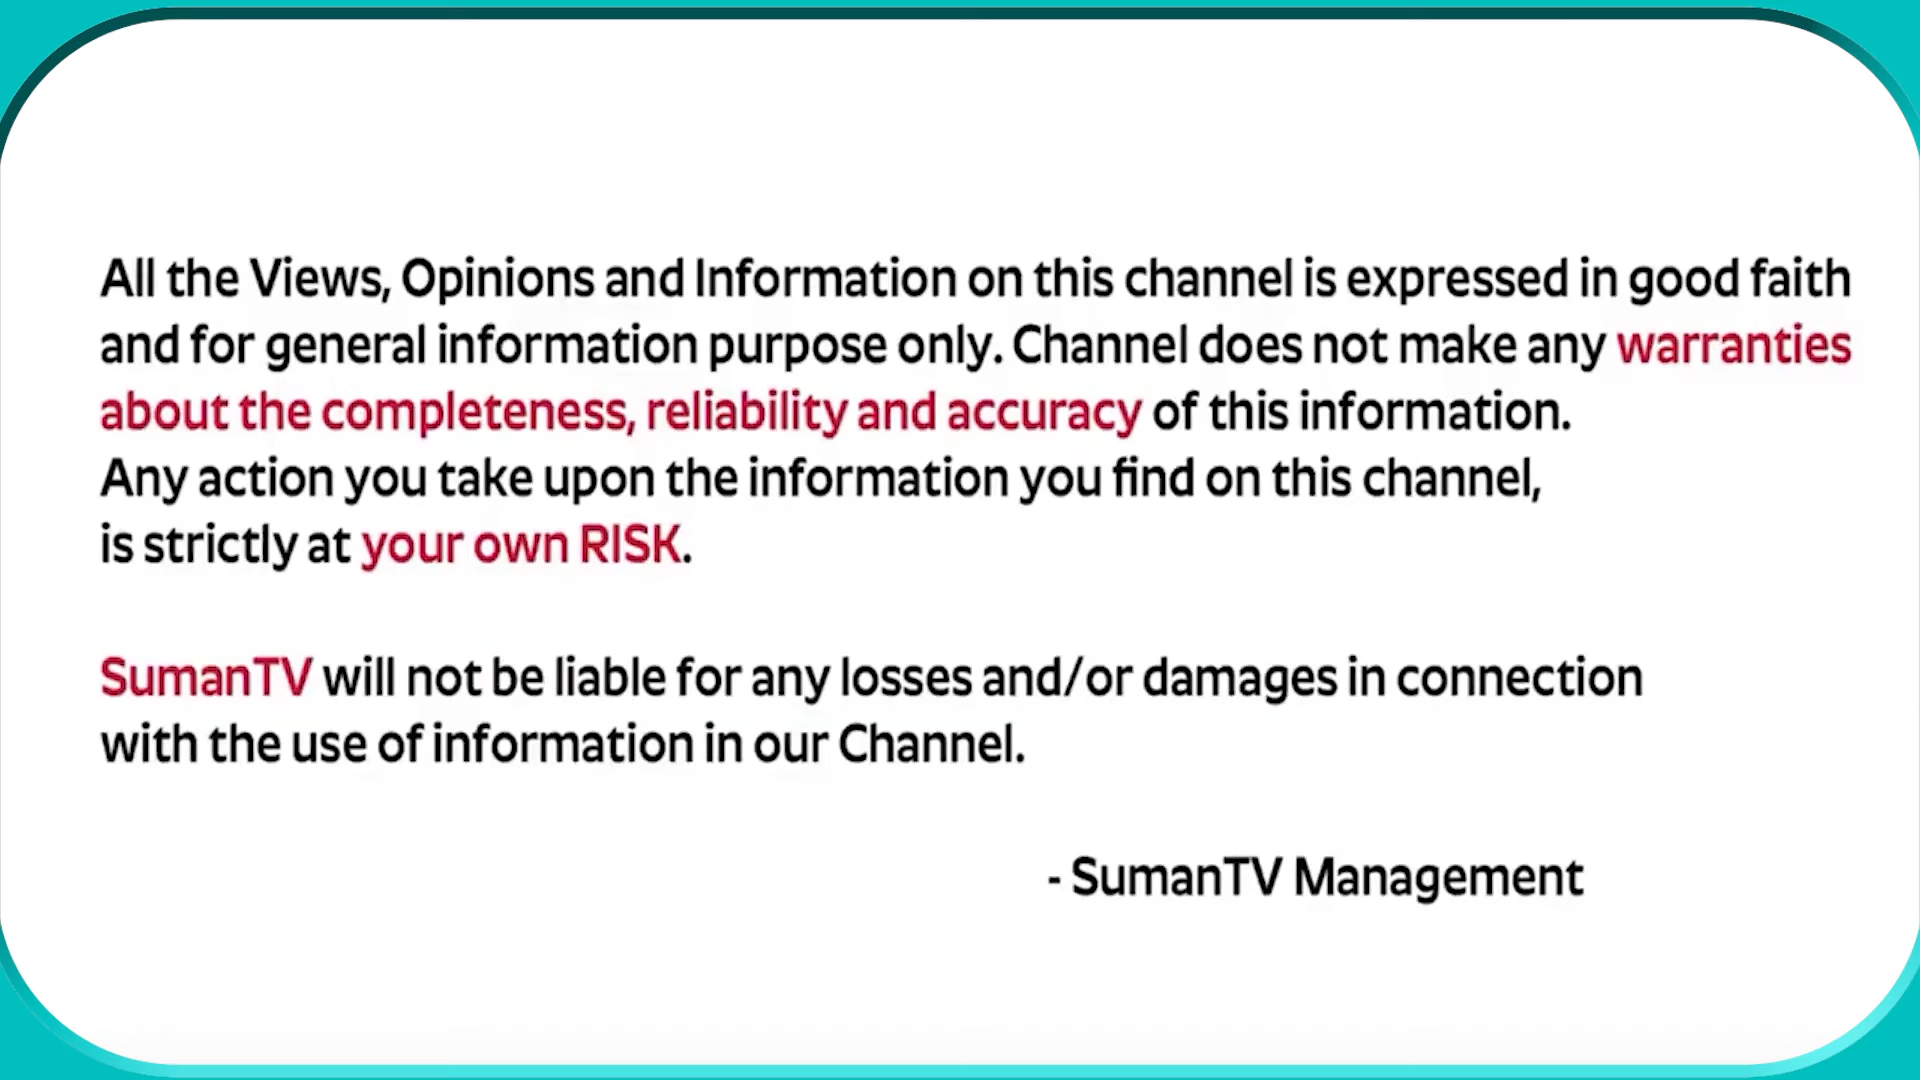 All the Views, Opinions and Information on this channel is expressed in good faith
and for general information purpose only. Channel does not make any warranties
about the completeness, reliability and accuracy of this information.
Any action you take upon the information you find on this channel,
is strictly at your own RISK.
SumanTV will not be liable for any losses and/or damages in connection
with the use of information in our Channel.
- SumanTV Management